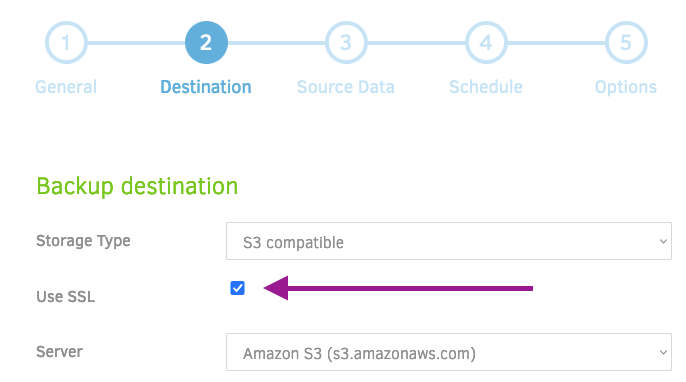 1 2 3 4 5
General Destination Source Data Schedule Options
Backup destination
Storage Type S3 compatible
Use SSL
Server Amazon S3 (s3.amazonaws.com)